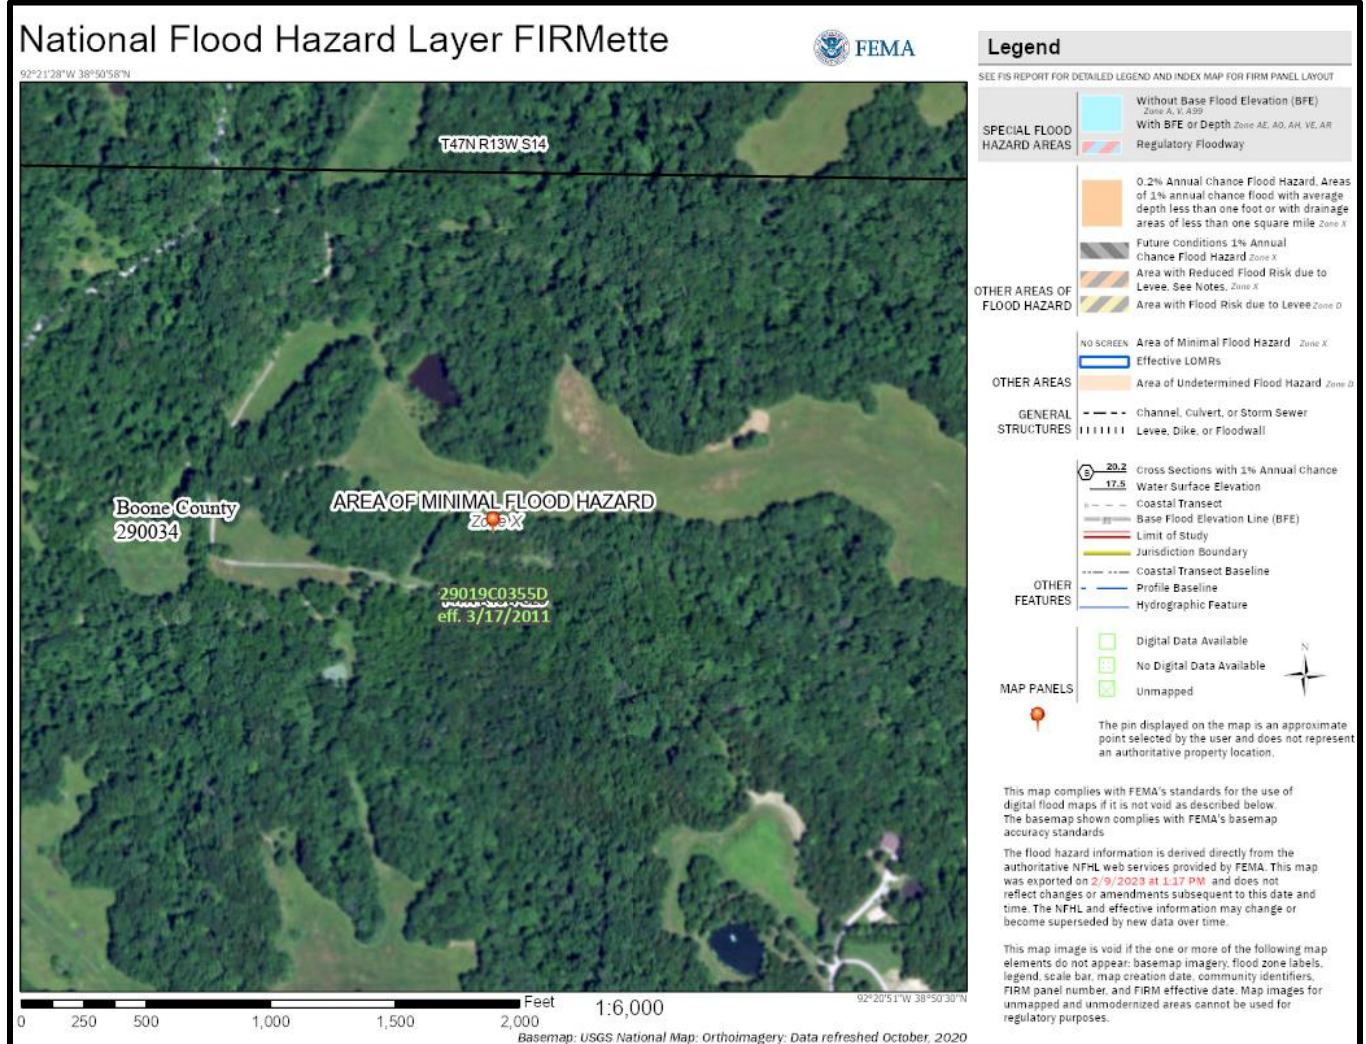 National Flood Hazard Layer FIRMette
FEMA
92°21'28"W 38°50'58"N
T47N R13W S14
AREA OF MINIMAL FLOOD HAZARD
Zone X
Boone County
290034
29019C0355D
eff. 3/17/2011
Feet
1:6,000
92°20'51"W 38°50'30"N
0 250 500 1,000 1,500 2,000
Basemap: USGS National Map: Orthoimagery: Data refreshed October, 2020
Legend
SEE FIS REPORT FOR DETAILED LEGEND AND INDEX MAP FOR FIRM PANEL LAYOUT
SPECIAL FLOOD
HAZARD AREAS
Without Base Flood Elevation (BFE)
Zone A, V, A99
With BFE or Depth Zone AE, AO, AH, VE, AR
Regulatory Floodway
0.2% Annual Chance Flood Hazard, Areas
of 1% annual chance flood with average
depth less than one foot or with drainage
areas of less than one square mile Zone X
Future Conditions 1% Annual
Chance Flood Hazard Zone X
Area with Reduced Flood Risk due to
Levee. See Notes. Zone X
Area with Flood Risk due to Levee Zone D
OTHER AREAS OF
FLOOD HAZARD
NO SCREEN Area of Minimal Flood Hazard Zone X
Effective LOMRs
OTHER AREAS
Area of Undetermined Flood Hazard Zone D
GENERAL
STRUCTURES
Channel, Culvert, or Storm Sewer
Levee, Dike, or Floodwall
B 20.2 Cross Sections with 1% Annual Chance
17.5 Water Surface Elevation
Coastal Transect
Base Flood Elevation Line (BFE)
Limit of Study
Jurisdiction Boundary
Coastal Transect Baseline
OTHER
FEATURES
Profile Baseline
Hydrographic Feature
Digital Data Available
No Digital Data Available
Unmapped
MAP PANELS
N
The pin displayed on the map is an approximate
point selected by the user and does not represent
an authoritative property location.
This map complies with FEMA's standards for the use of
digital flood maps if it is not void as described below.
The basemap shown complies with FEMA's basemap
accuracy standards
The flood hazard information is derived directly from the
authoritative NFHL web services provided by FEMA. This map
was exported on 2/9/2023 at 1:17 PM and does not
reflect changes or amendments subsequent to this date and
time. The NFHL and effective information may change or
become superseded by new data over time.
This map image is void if the one or more of the following map
elements do not appear: basemap imagery, flood zone labels,
legend, scale bar, map creation date, community identifiers,
FIRM panel number, and FIRM effective date. Map images for
unmapped and unmodernized areas cannot be used for
regulatory purposes.